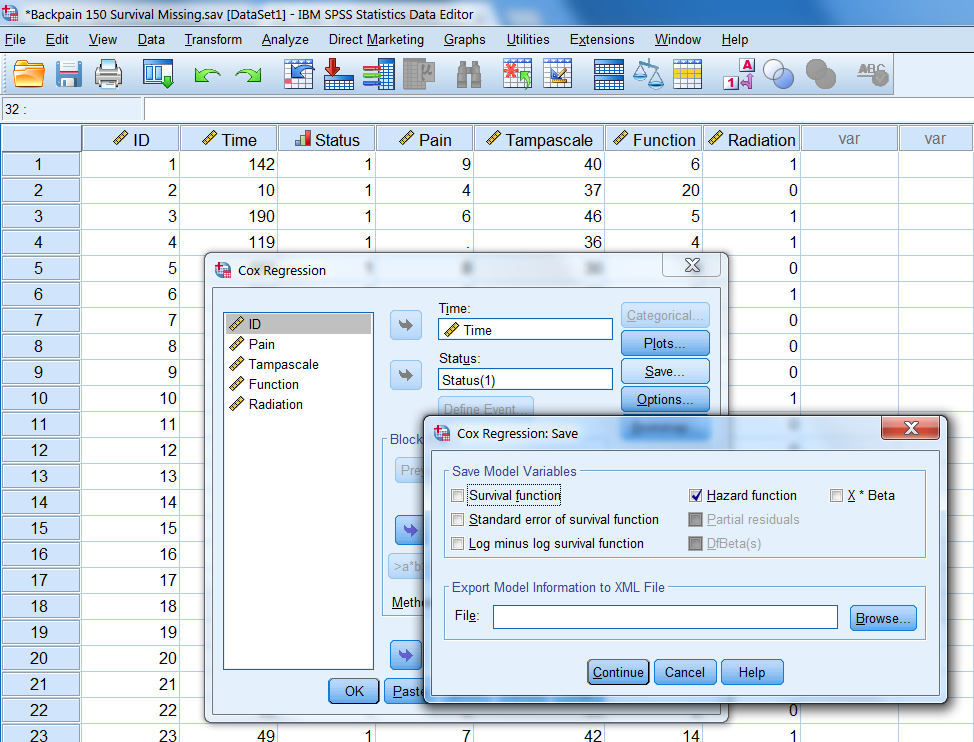 *Backpain 150 Survival Missing.sav [DataSet1] - IBM SPSS Statistics Data Editor
File Edit View Data Transform Analyze Direct Marketing Graphs Utilities Extensions Window Help
32 :
ID Time Status Pain Tampascale Function Radiation var var
1 1 142 1 9 40 6 1
2 2 10 1 4 37 20 0
3 3 190 1 6 46 5 1
4 4 119 1 . 36 4 1
5 5 0
6 6 1
7 7 0
8 8 0
9 9 0
10 10 1
11 11
12 12
13 13
14 14
15 15
16 16
17 17
18 18
19 19
20 20
21 21
22 22 0
23 23 49 1 7 42 14 1
Cox Regression
ID
Pain
Tampascale
Function
Radiation
Time:
Time
Status:
Status(1)
Define Event...
Categorical...
Plots...
Save...
Options...
Bootstrap...
Block
Prev
>a*b
Metho
OK Paste
Cox Regression: Save
Save Model Variables
Survival function Hazard function X * Beta
Standard error of survival function Partial residuals
Log minus log survival function DfBeta(s)
Export Model Information to XML File
File: Browse...
Continue Cancel Help